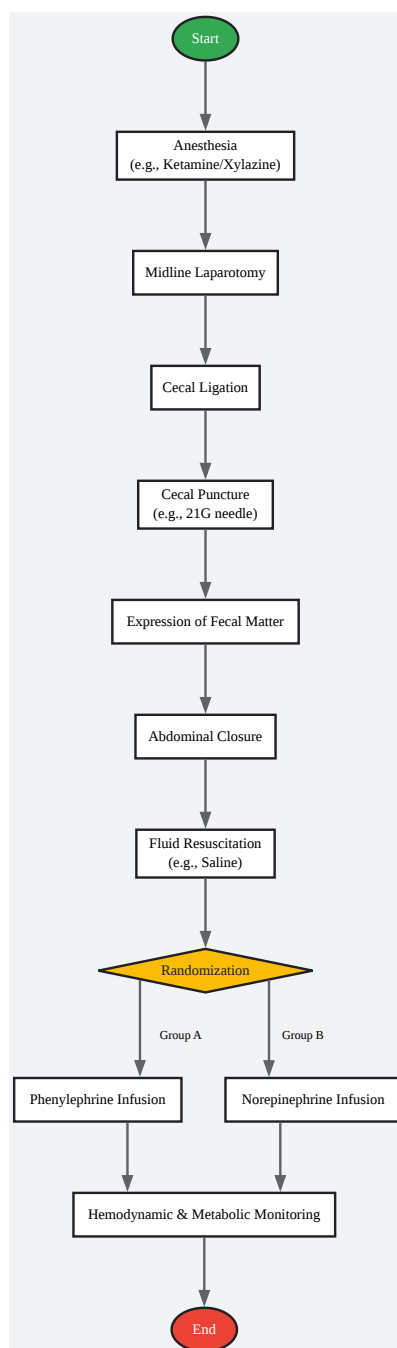 Start
Anesthesia
(e.g., Ketamine/Xylazine)
Midline Laparotomy
Cecal Ligation
Cecal Puncture
(e.g., 21G needle)
Expression of Fecal Matter
Abdominal Closure
Fluid Resuscitation
(e.g., Saline)
Randomization
Group A
Group B
Phenylephrine Infusion
Norepinephrine Infusion
Hemodynamic & Metabolic Monitoring
End